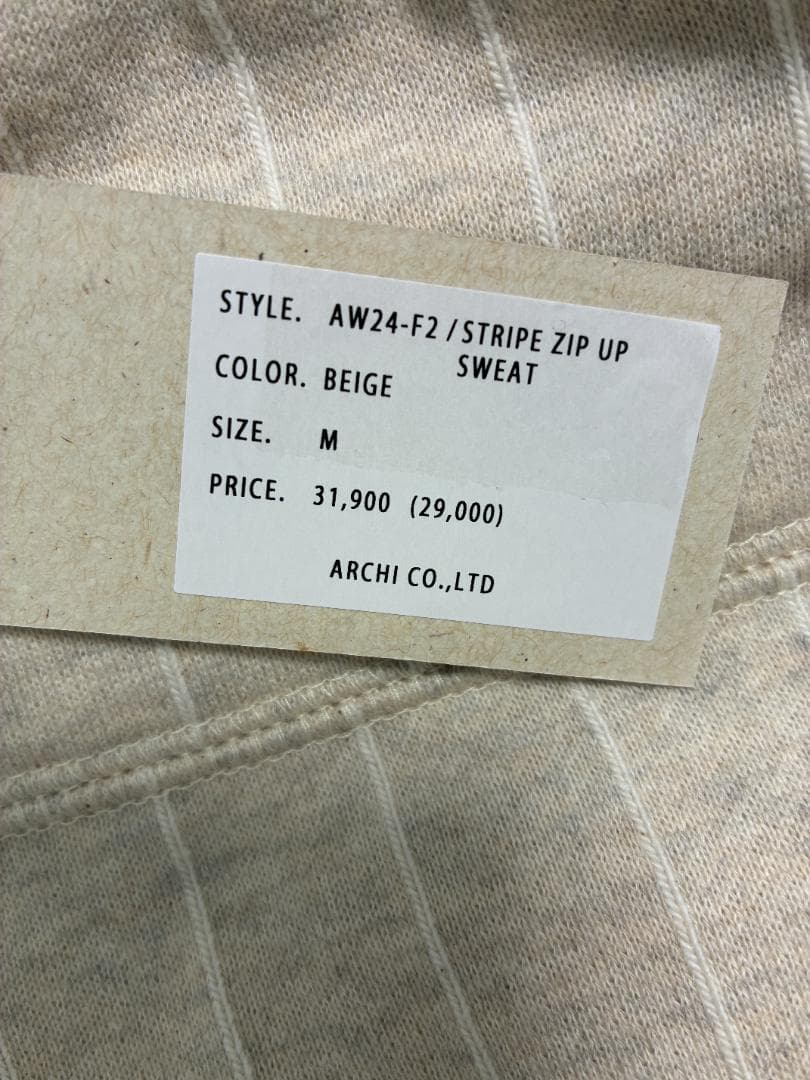 STYLE. AW24-F2 / STRIPE ZIP UP
SWEAT
COLOR. BEIGE
SIZE. M
PRICE. 31,900 (29,000)
ARCHI CO.,LTD